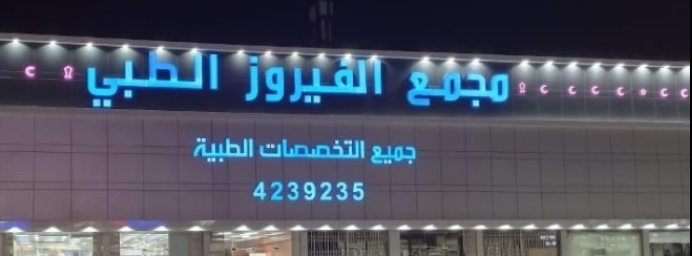 مجمع الفيروز الطبي
جميع التخصصات الطبية
4239235